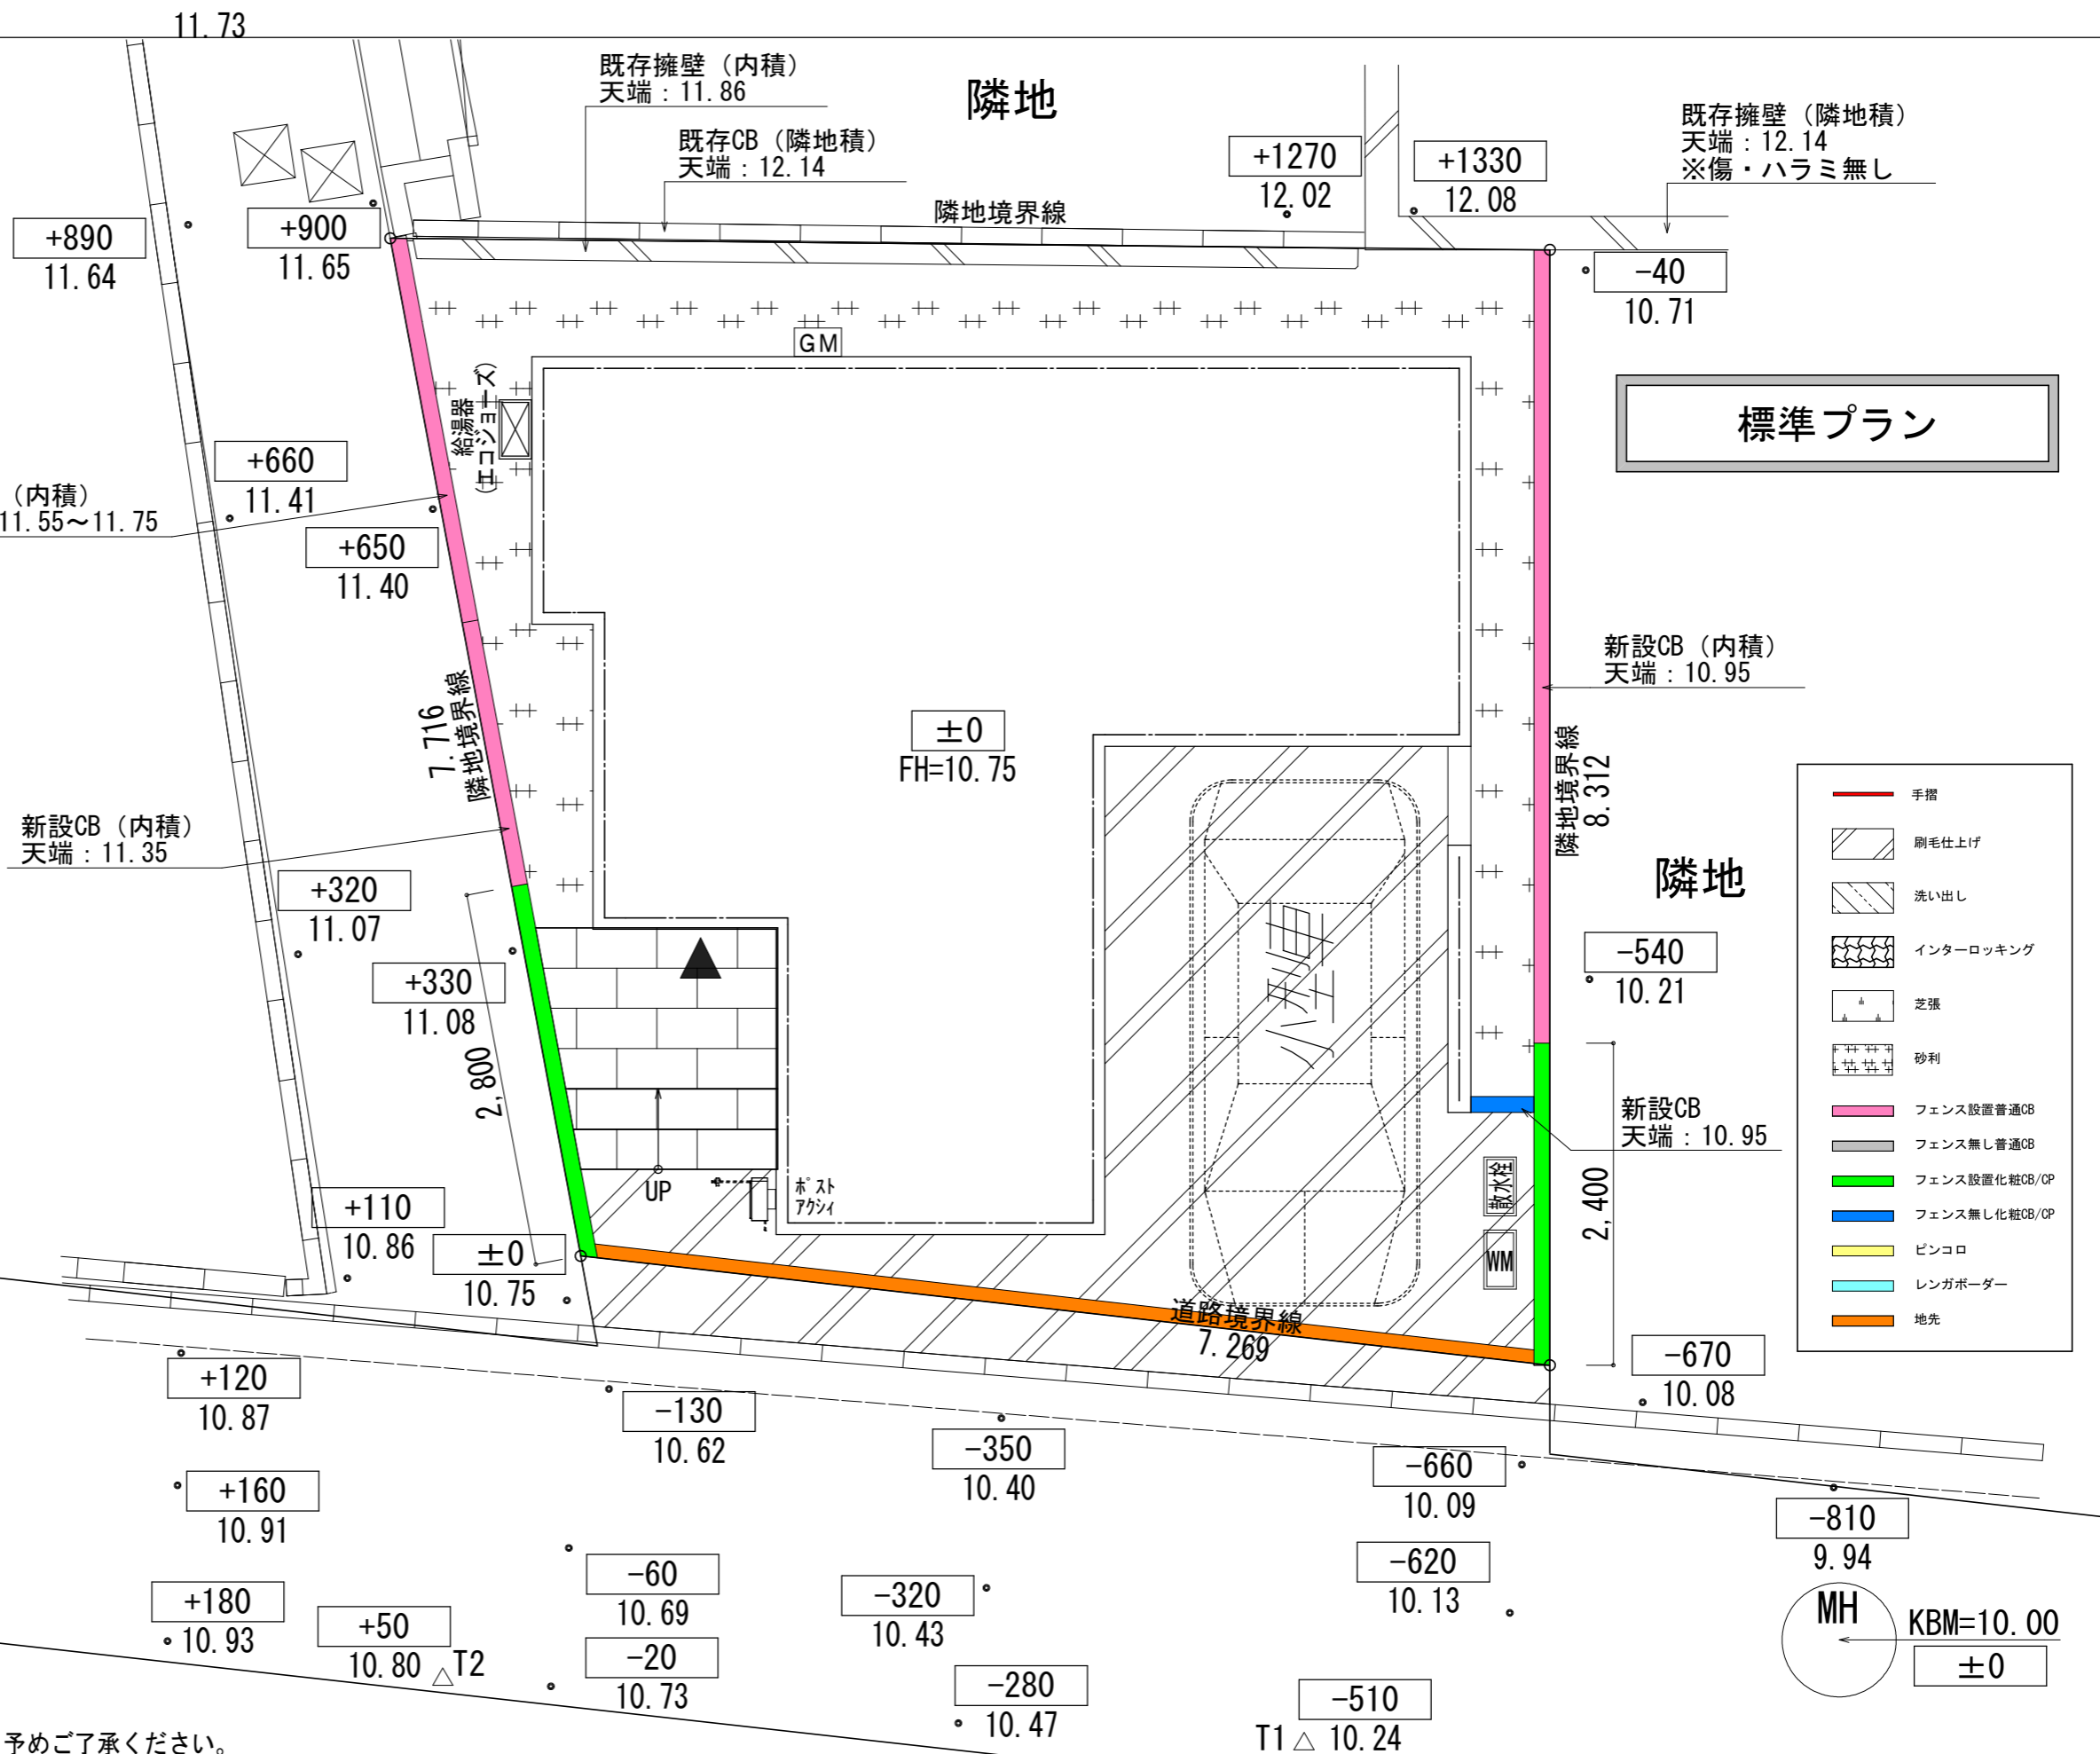 11.73
既存擁壁（内積）
天端：11.86
隣地
既存CB（隣地積）
天端：12.14
+1270
12.02
+1330
12.08
既存擁壁（隣地積）
天端：12.14
※傷・ハラミ無し
隣地境界線
+890
11.64
+900
11.65
-40
10.71
GM
標準プラン
給湯器
(エコジョーズ)
+660
11.41
（内積）
11.55～11.75
+650
11.40
新設CB（内積）
天端：10.95
7.716
隣地境界線
±0
FH=10.75
隣地境界線
8.312
新設CB（内積）
天端：11.35
隣地
+320
11.07
+330
11.08
2,800
小型車
-540
10.21
新設CB
天端：10.95
2,400
散水栓
WM
UP
ポスト
アクシィ
+110
10.86
±0
10.75
道路境界線
7.269
手摺
刷毛仕上げ
洗い出し
インターロッキング
芝張
砂利
フェンス設置普通CB
フェンス無し普通CB
フェンス設置化粧CB/CP
フェンス無し化粧CB/CP
ピンコロ
レンガボーダー
地先
+120
10.87
-130
10.62
-350
10.40
-670
10.08
+160
10.91
-660
10.09
-810
9.94
-60
10.69
-320
10.43
-620
10.13
+180
10.93
+50
10.80
T2
-20
10.73
-280
10.47
-510
T1
10.24
MH
KBM=10.00
±0
予めご了承ください。